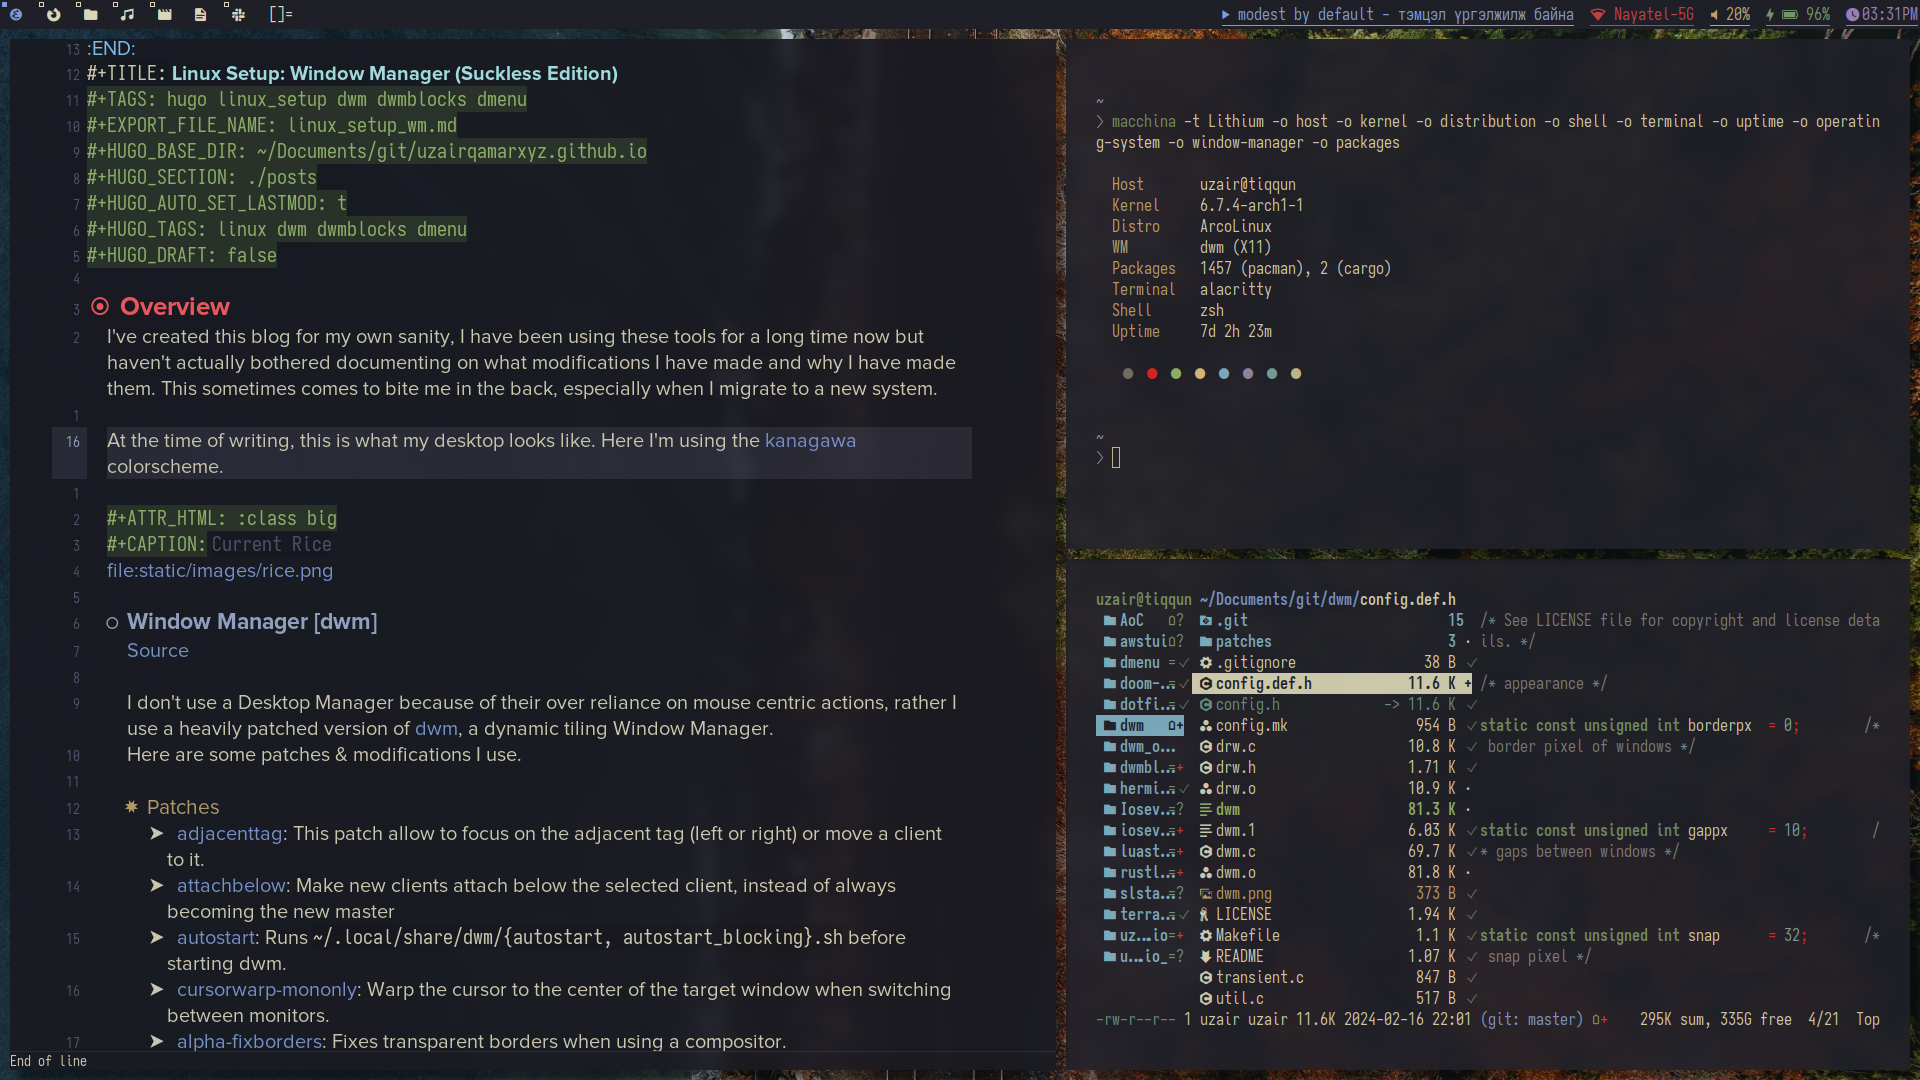 []=
modest by default – тэмцэл үргэлжилж байна
Nayatel-5G
20%
96%
03:31PM
13 :END:
12 #+TITLE: Linux Setup: Window Manager (Suckless Edition)
11 #+TAGS: hugo linux_setup dwm dwmblocks dmenu
10 #+EXPORT_FILE_NAME: linux_setup_wm.md
9 #+HUGO_BASE_DIR: ~/Documents/git/uzairqamarxyz.github.io
8 #+HUGO_SECTION: ./posts
7 #+HUGO_AUTO_SET_LASTMOD: t
6 #+HUGO_TAGS: linux dwm dwmblocks dmenu
5 #+HUGO_DRAFT: false
4
3 Overview
2 I've created this blog for my own sanity, I have been using these tools for a long time now but
haven't actually bothered documenting on what modifications I have made and why I have made
them. This sometimes comes to bite me in the back, especially when I migrate to a new system.
1
16 At the time of writing, this is what my desktop looks like. Here I'm using the kanagawa
colorscheme.
1
2 #+ATTR_HTML: :class big
3 #+CAPTION: Current Rice
4 file:static/images/rice.png
5
6 Window Manager [dwm]
7 Source
8
9 I don't use a Desktop Manager because of their over reliance on mouse centric actions, rather I
use a heavily patched version of dwm, a dynamic tiling Window Manager.
10 Here are some patches & modifications I use.
11
12 Patches
13 ➤ adjacenttag: This patch allow to focus on the adjacent tag (left or right) or move a client
to it.
14 ➤ attachbelow: Make new clients attach below the selected client, instead of always
becoming the new master
15 ➤ autostart: Runs ~/.local/share/dwm/{autostart, autostart_blocking}.sh before
starting dwm.
16 ➤ cursorwarp-mononly: Warp the cursor to the center of the target window when switching
between monitors.
17 ➤ alpha-fixborders: Fixes transparent borders when using a compositor.
End of line
~
❯ macchina -t Lithium -o host -o kernel -o distribution -o shell -o terminal -o uptime -o operatin
g-system -o window-manager -o packages
Host uzair@tiqqun
Kernel 6.7.4-arch1-1
Distro ArcoLinux
WM dwm (X11)
Packages 1457 (pacman), 2 (cargo)
Terminal alacritty
Shell zsh
Uptime 7d 2h 23m
~
❯
uzair@tiqqun ~/Documents/git/dwm/config.def.h
AoC ? .git 15 /* See LICENSE file for copyright and license deta
awstui ? patches 3 · ils. */
dmenu =✓ .gitignore 38 B ✓
doom-…=✓ config.def.h 11.6 K + /* appearance */
dotfi…=✓ config.h -> 11.6 K ✓
dwm + config.mk 954 B ✓ static const unsigned int borderpx = 0; /*
dwm_o... drw.c 10.8 K ✓ border pixel of windows */
dwmbl…=+ drw.h 1.71 K ✓
hermi…=✓ drw.o 10.9 K ·
Iosev…=? dwm 81.3 K ·
iosev…=+ dwm.1 6.03 K ✓ static const unsigned int gappx = 10; /
luast…=+ dwm.c 69.7 K ✓ * gaps between windows */
rustl…=+ dwm.o 81.8 K ·
slsta…=? dwm.png 373 B ✓
terra…=✓ LICENSE 1.94 K ✓
uz...io=+ Makefile 1.1 K ✓ static const unsigned int snap = 32; /*
u...io_=? README 1.07 K ✓ snap pixel */
transient.c 847 B ✓
util.c 517 B ✓
-rw-r--r-- 1 uzair uzair 11.6K 2024-02-16 22:01 (git: master) + 295K sum, 335G free 4/21 Top